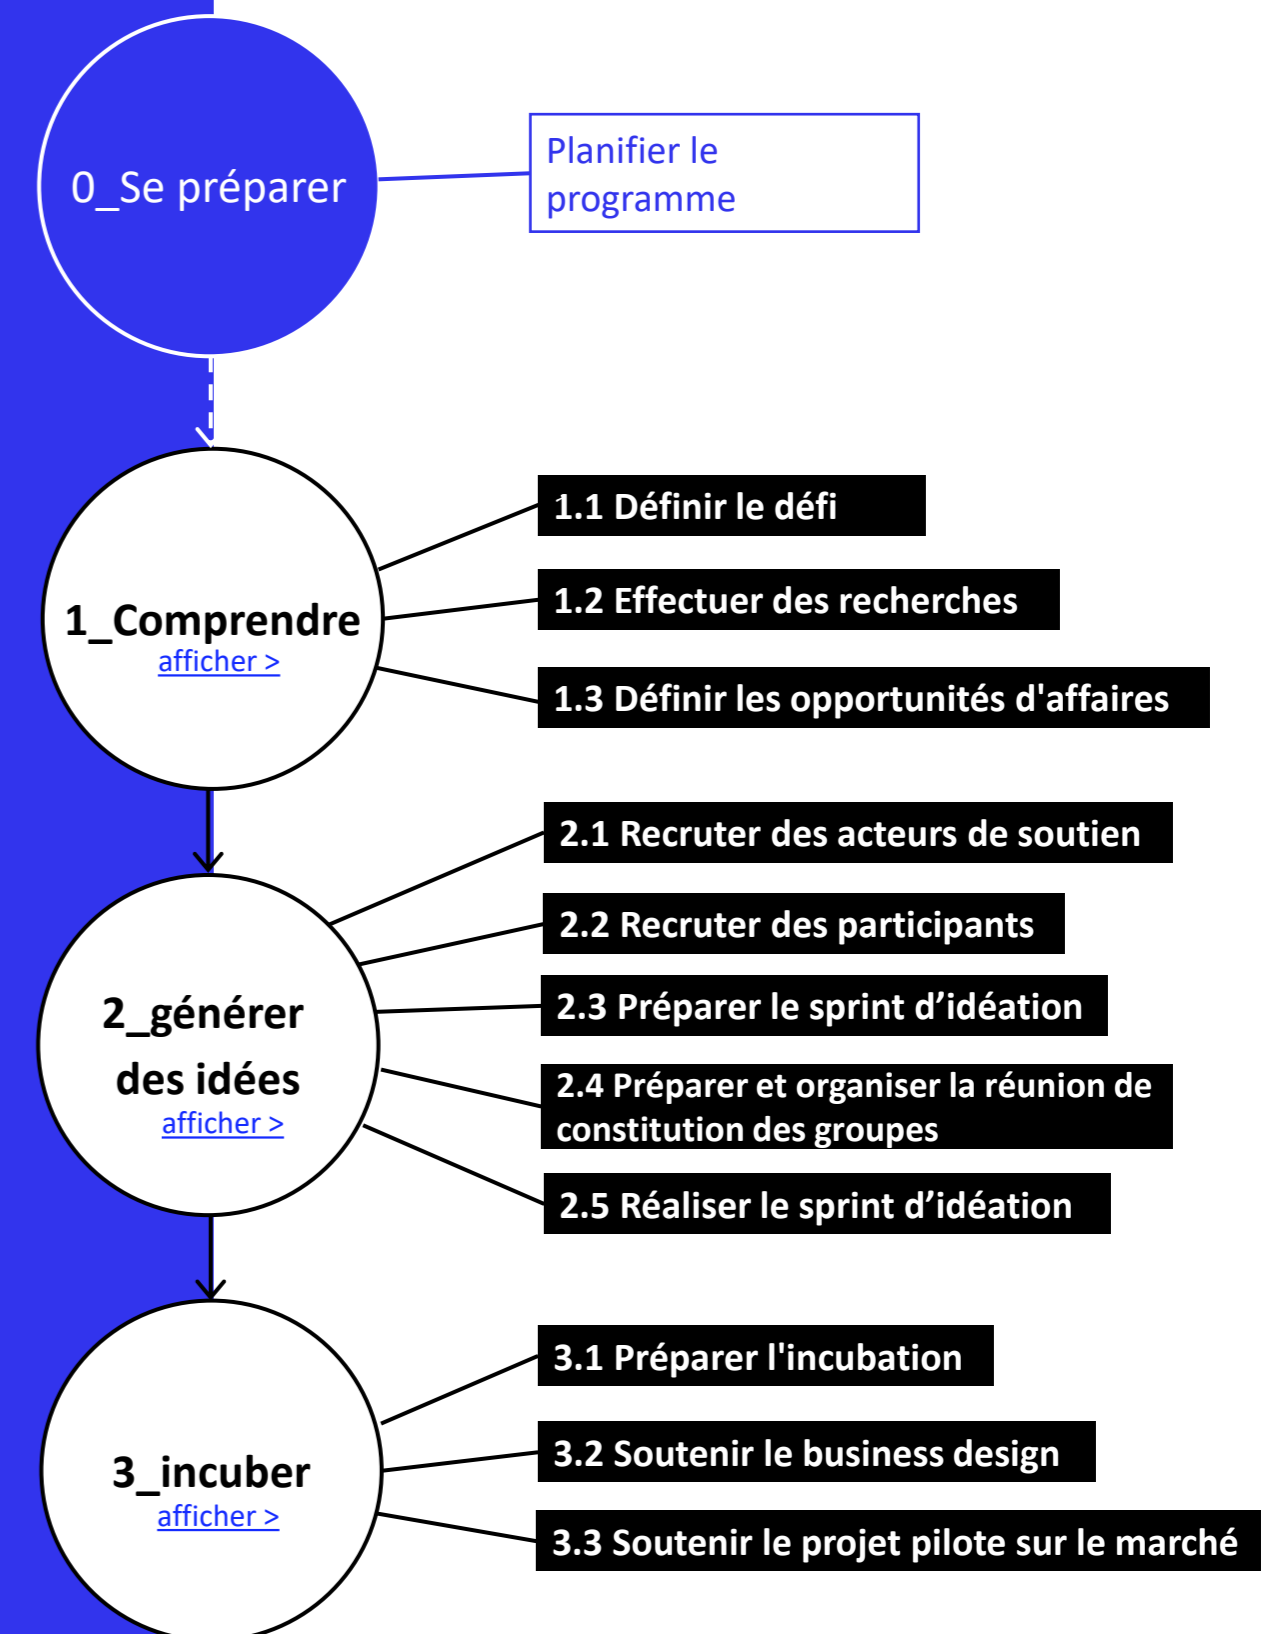 0_Se préparer
Planifier le
programme
1_Comprendre
afficher >
1.1 Définir le défi
1.2 Effectuer des recherches
1.3 Définir les opportunités d'affaires
2_générer
des idées
afficher >
2.1 Recruter des acteurs de soutien
2.2 Recruter des participants
2.3 Préparer le sprint d’idéation
2.4 Préparer et organiser la réunion de
constitution des groupes
2.5 Réaliser le sprint d’idéation
3_incuber
afficher >
3.1 Préparer l'incubation
3.2 Soutenir le business design
3.3 Soutenir le projet pilote sur le marché